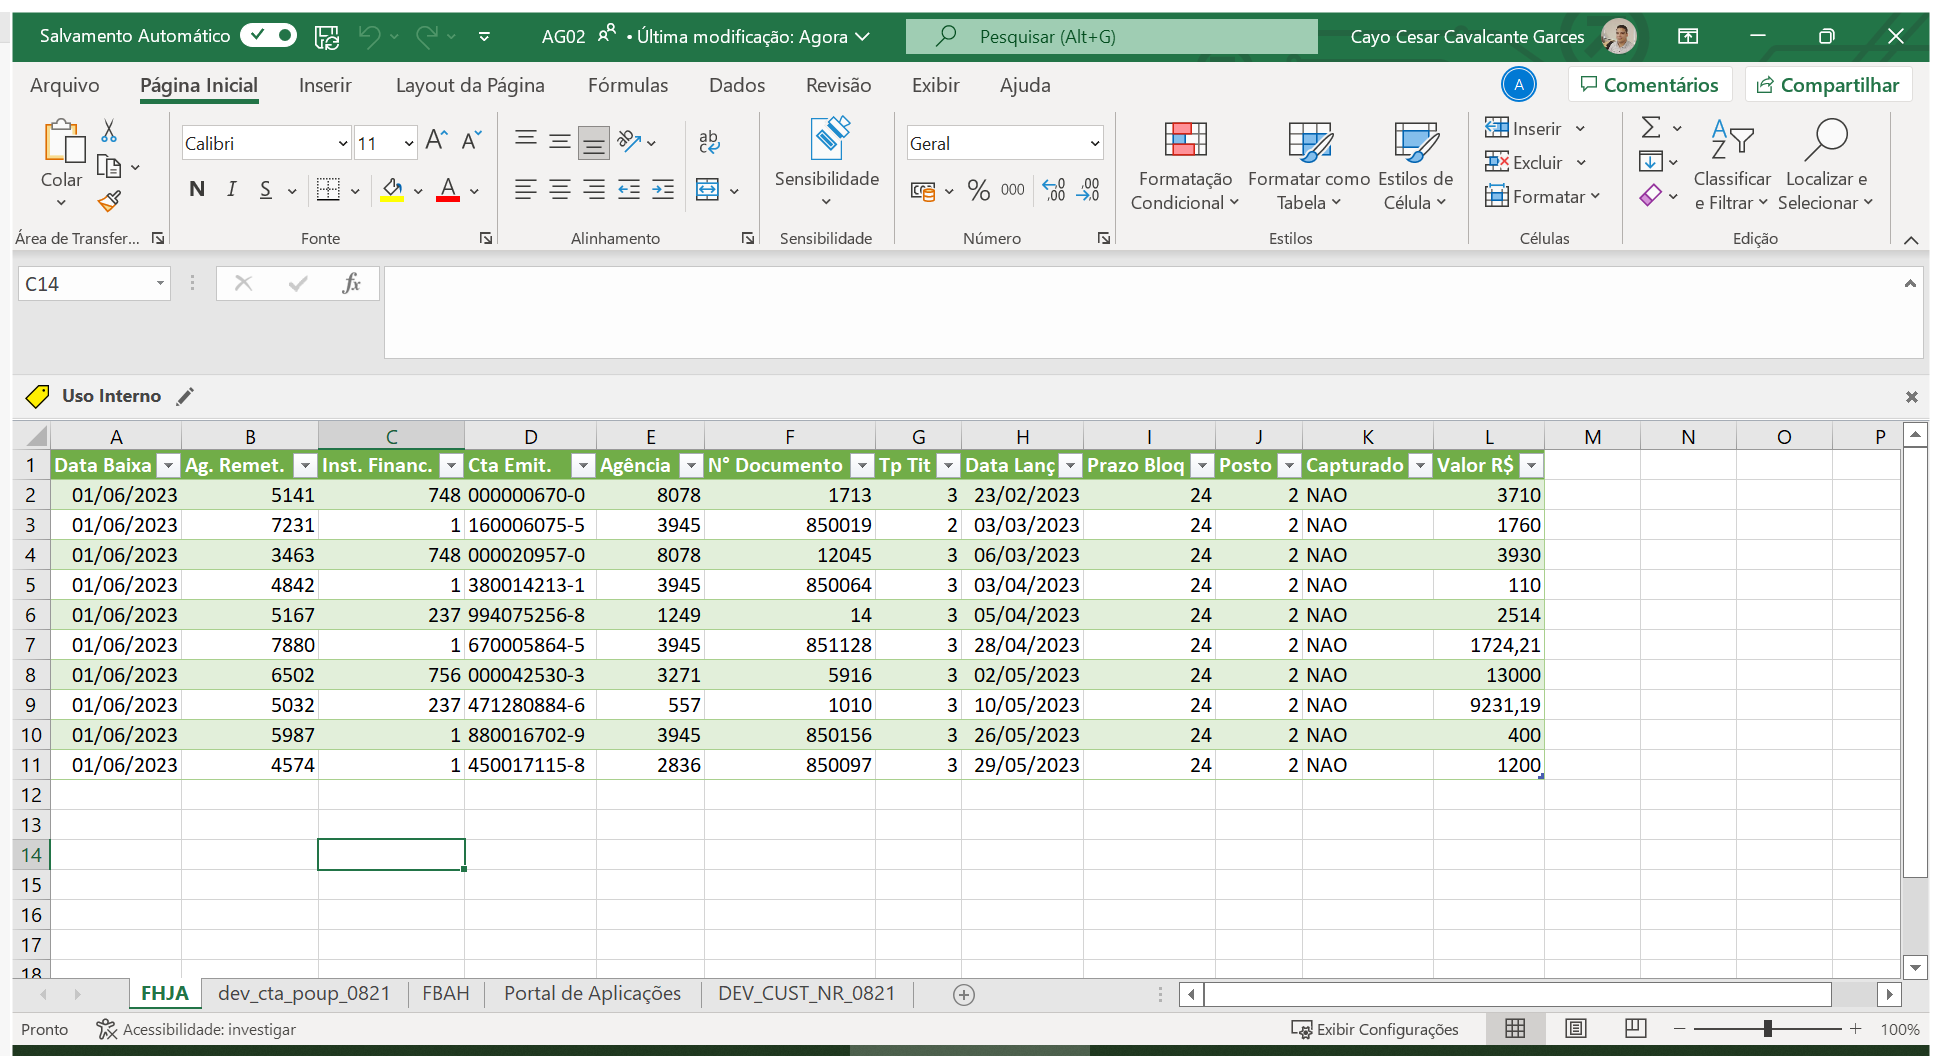 Salvamento Automático AG02 • Última modificação: Agora Pesquisar (Alt+G) Cayo Cesar Cavalcante Garces
Arquivo Página Inicial Inserir Layout da Página Fórmulas Dados Revisão Exibir Ajuda A Comentários Compartilhar
Colar
Área de Transfer...
Calibri 11
N I S
Fonte
ab
Alinhamento
Sensibilidade
Sensibilidade
Geral
% 000 ,00 ,00
Número
Formatação Condicional
Formatar como Tabela
Estilos de Célula
Estilos
Inserir
Excluir
Formatar
Células
Classificar e Filtrar
Localizar e Selecionar
Edição
C14 fx
Uso Interno
A B C D E F G H I J K L M N O P
1 Data Baixa Ag. Remet. Inst. Financ. Cta Emit. Agência N° Documento Tp Tit Data Lanç Prazo Bloq Posto Capturado Valor R$
2 01/06/2023 5141 748 000000670-0 8078 1713 3 23/02/2023 24 2 NAO 3710
3 01/06/2023 7231 1 160006075-5 3945 850019 2 03/03/2023 24 2 NAO 1760
4 01/06/2023 3463 748 000020957-0 8078 12045 3 06/03/2023 24 2 NAO 3930
5 01/06/2023 4842 1 380014213-1 3945 850064 3 03/04/2023 24 2 NAO 110
6 01/06/2023 5167 237 994075256-8 1249 14 3 05/04/2023 24 2 NAO 2514
7 01/06/2023 7880 1 670005864-5 3945 851128 3 28/04/2023 24 2 NAO 1724,21
8 01/06/2023 6502 756 000042530-3 3271 5916 3 02/05/2023 24 2 NAO 13000
9 01/06/2023 5032 237 471280884-6 557 1010 3 10/05/2023 24 2 NAO 9231,19
10 01/06/2023 5987 1 880016702-9 3945 850156 3 26/05/2023 24 2 NAO 400
11 01/06/2023 4574 1 450017115-8 2836 850097 3 29/05/2023 24 2 NAO 1200
12
13
14
15
16
17
18
FHJA dev_cta_poup_0821 FBAH Portal de Aplicações DEV_CUST_NR_0821
Pronto Acessibilidade: investigar Exibir Configurações 100%